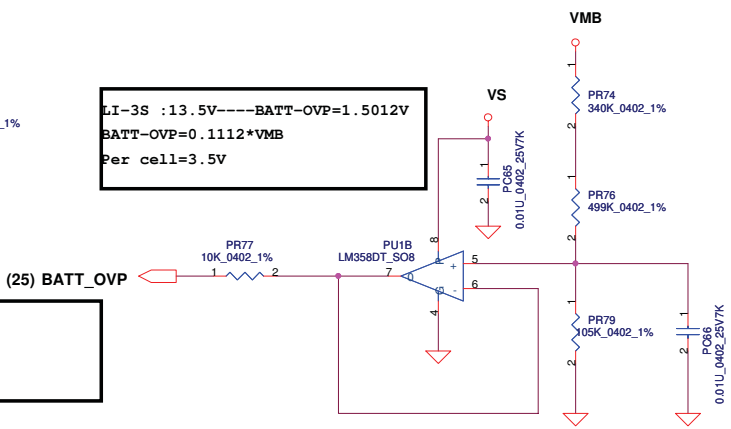 VMB
1
PR74
340K_0402_1%
2
_1%
LI-3S :13.5V----BATT-OVP=1.5012V
BATT-OVP=0.1112*VMB
Per cell=3.5V
VS
1
PC65
0.01U_0402_25V7K
2
1
PR76
499K_0402_1%
2
PR77
10K_0402_1%
PU1B
LM358DT_SO8
8
P
+
5
(25) BATT_OVP
1
2
7
0
-
6
G
4
1
PR79
105K_0402_1%
2
1
PC66
0.01U_0402_25V7K
2